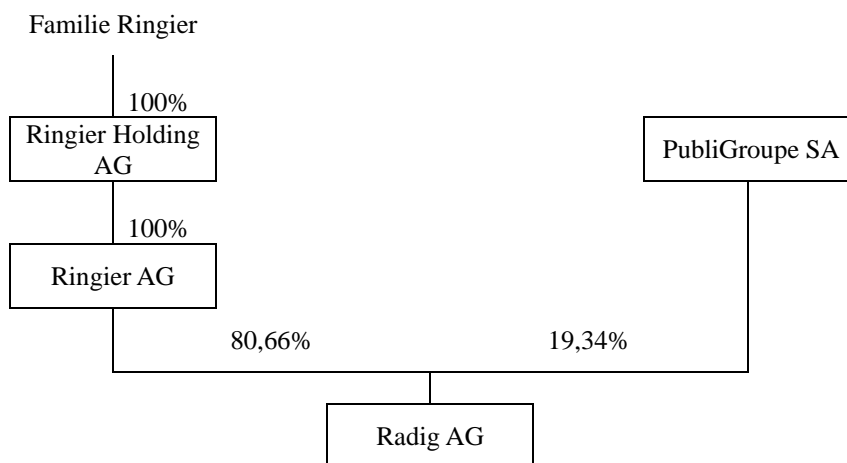 Familie Ringier
100%
Ringier Holding
AG
PubliGroupe SA
100%
Ringier AG
80,66%
19,34%
Radig AG